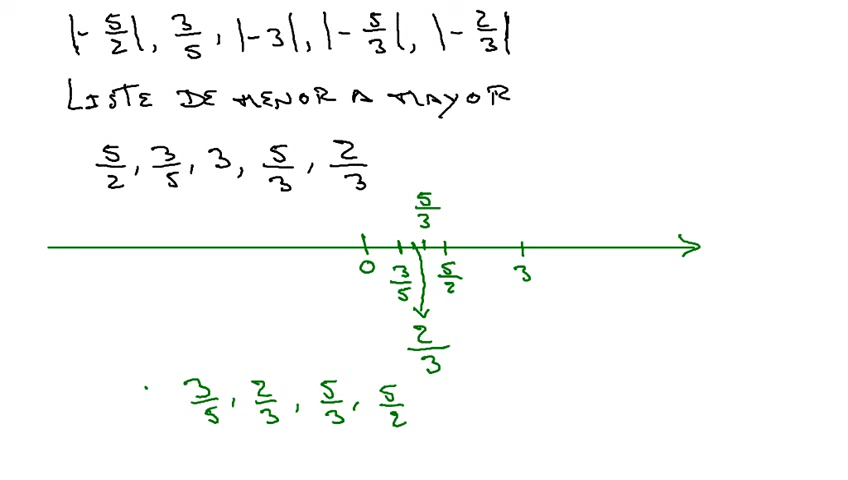 |-5/2|, 3/5, |-3|, |-5/3|, |-2/3|
LISTE DE MENOR A MAYOR
5/2, 3/5, 3, 5/3, 2/3
5/3
0 3/5 5/2 3
2/3
3/5, 2/3, 5/3, 5/2